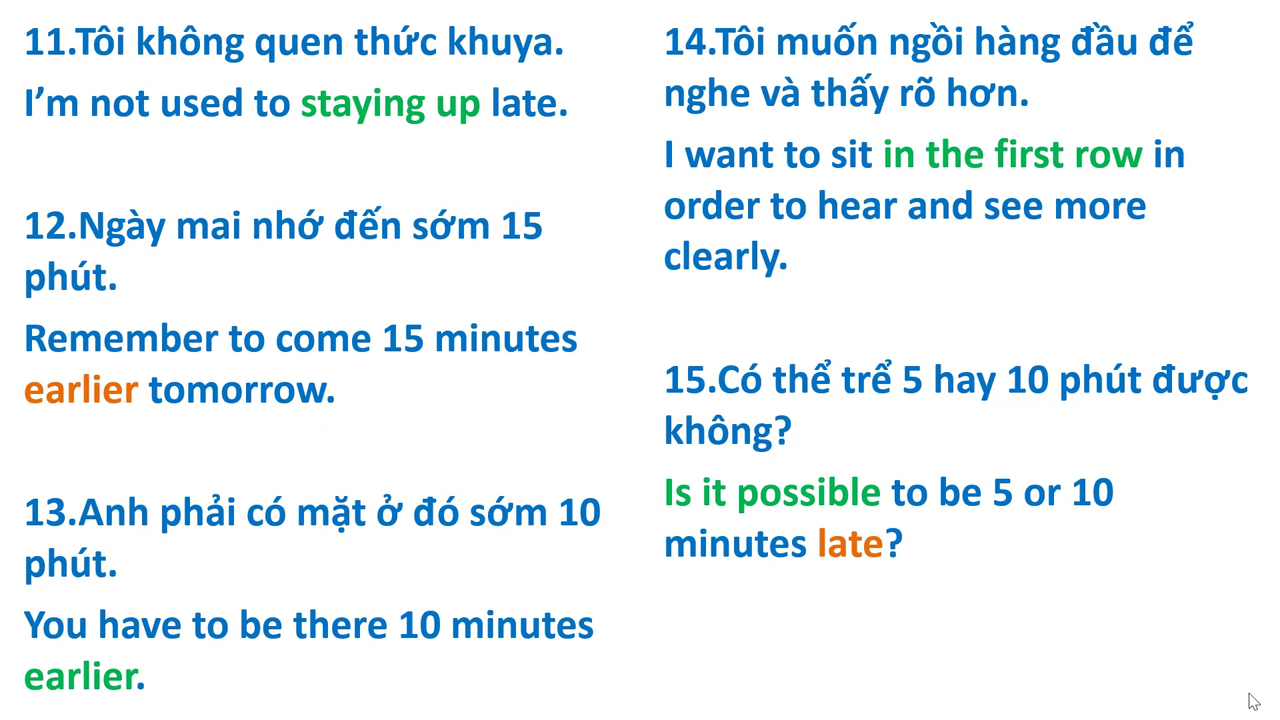 11.Tôi không quen thức khuya.
I’m not used to staying up late.
12.Ngày mai nhớ đến sớm 15
phút.
Remember to come 15 minutes
earlier tomorrow.
13.Anh phải có mặt ở đó sớm 10
phút.
You have to be there 10 minutes
earlier.
14.Tôi muốn ngồi hàng đầu để
nghe và thấy rõ hơn.
I want to sit in the first row in
order to hear and see more
clearly.
15.Có thể trể 5 hay 10 phút được
không?
Is it possible to be 5 or 10
minutes late?